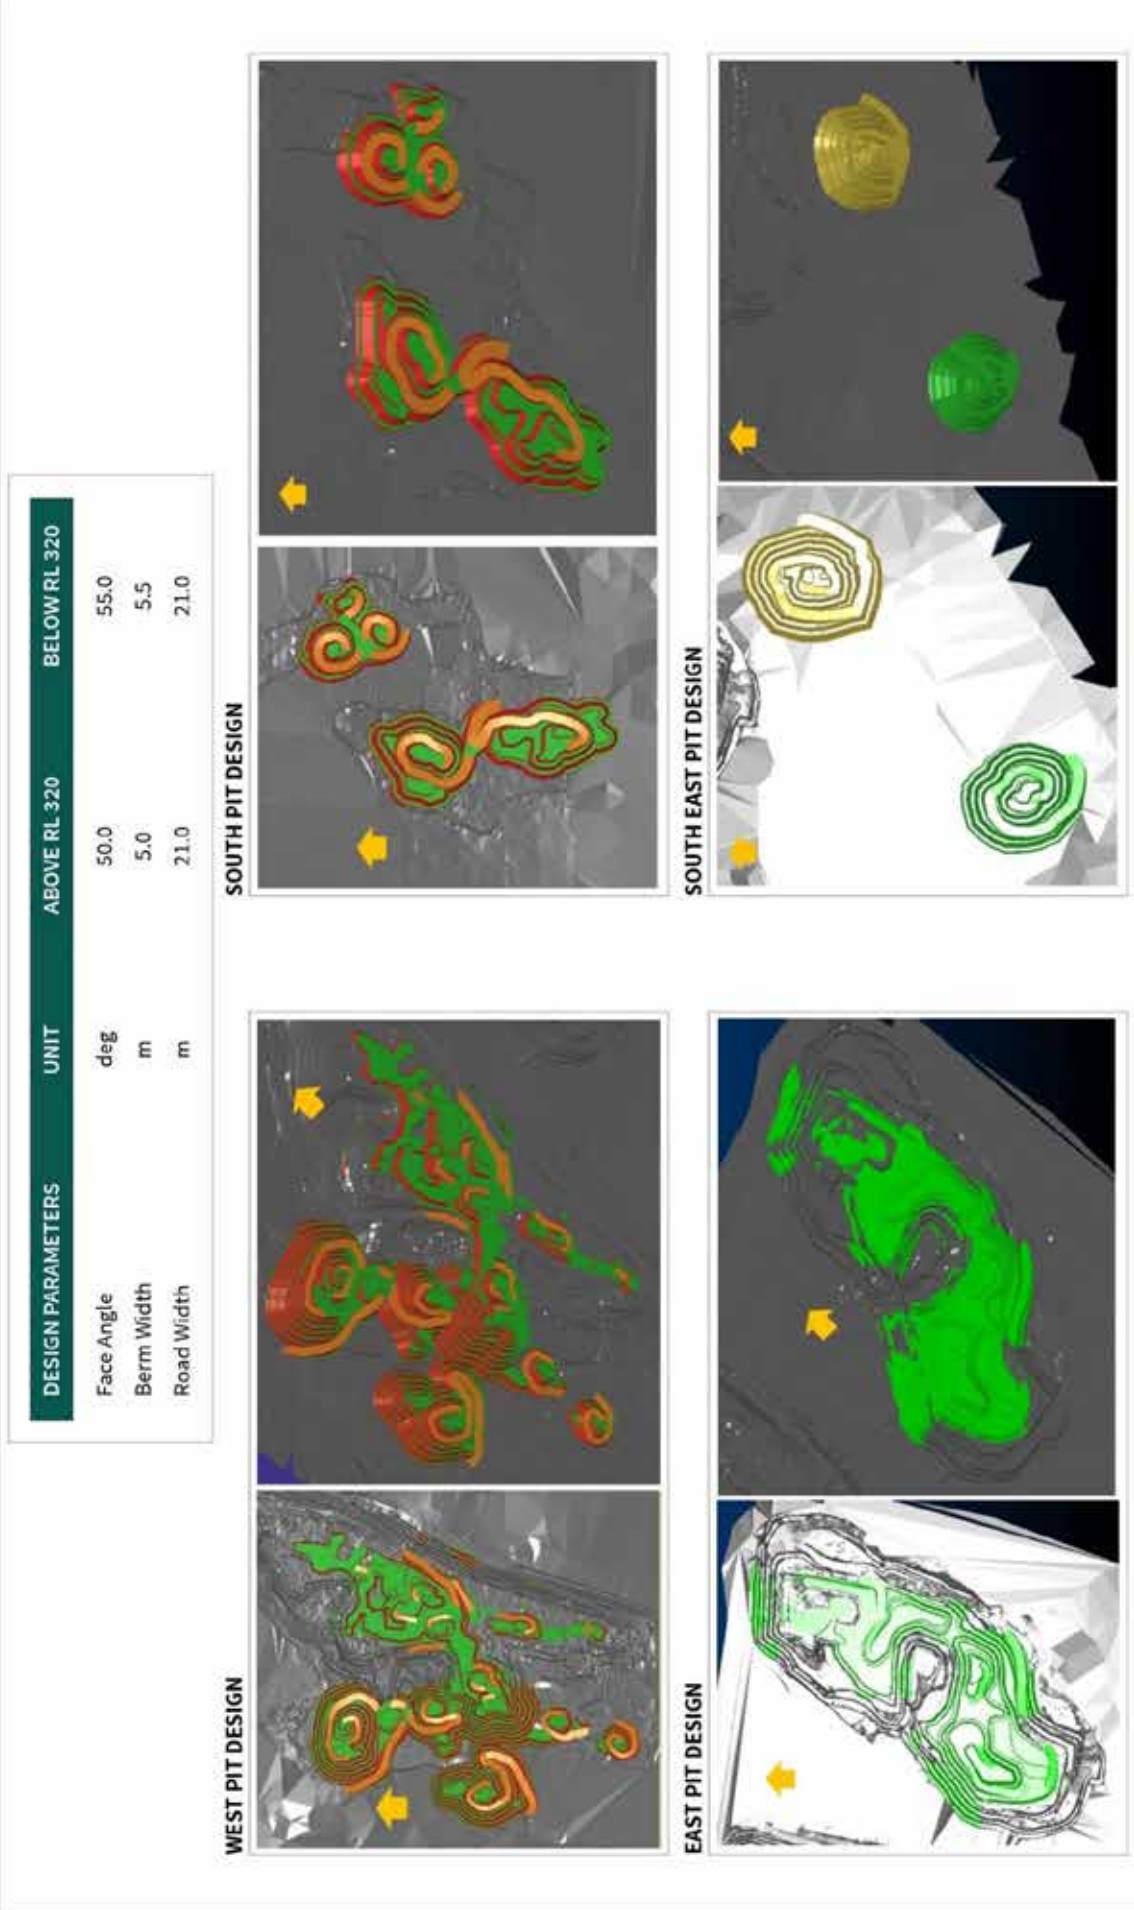 DESIGN PARAMETERS UNIT ABOVE RL 320 BELOW RL 320
Face Angle deg 50.0 55.0
Berm Width m 5.0 5.5
Road Width m 21.0 21.0
WEST PIT DESIGN
SOUTH PIT DESIGN
EAST PIT DESIGN
SOUTH EAST PIT DESIGN